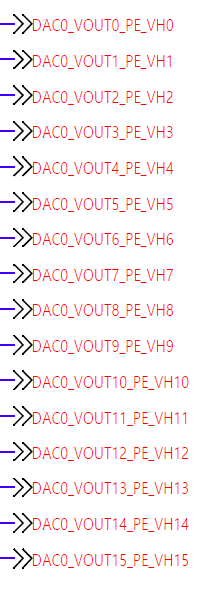 DAC0_VOUT0_PE_VH0
DAC0_VOUT1_PE_VH1
DAC0_VOUT2_PE_VH2
DAC0_VOUT3_PE_VH3
DAC0_VOUT4_PE_VH4
DAC0_VOUT5_PE_VH5
DAC0_VOUT6_PE_VH6
DAC0_VOUT7_PE_VH7
DAC0_VOUT8_PE_VH8
DAC0_VOUT9_PE_VH9
DAC0_VOUT10_PE_VH10
DAC0_VOUT11_PE_VH11
DAC0_VOUT12_PE_VH12
DAC0_VOUT13_PE_VH13
DAC0_VOUT14_PE_VH14
DAC0_VOUT15_PE_VH15